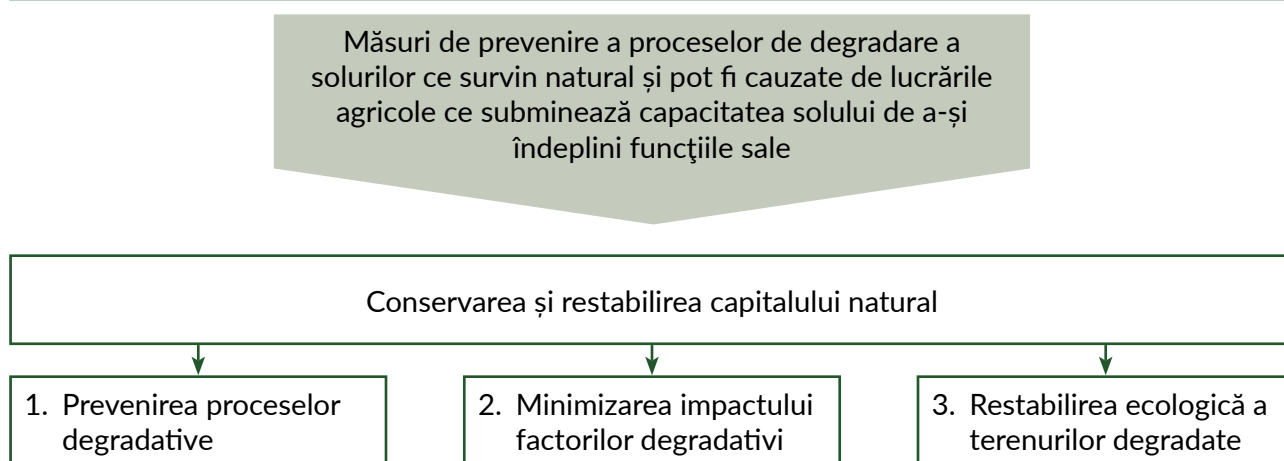 Măsuri de prevenire a proceselor de degradare a
solurilor ce survin natural și pot fi cauzate de lucrările
agricole ce subminează capacitatea solului de a-și
îndeplini funcţiile sale
Conservarea și restabilirea capitalului natural
1. Prevenirea proceselor
degradative
2. Minimizarea impactului
factorilor degradativi
3. Restabilirea ecologică a
terenurilor degradate